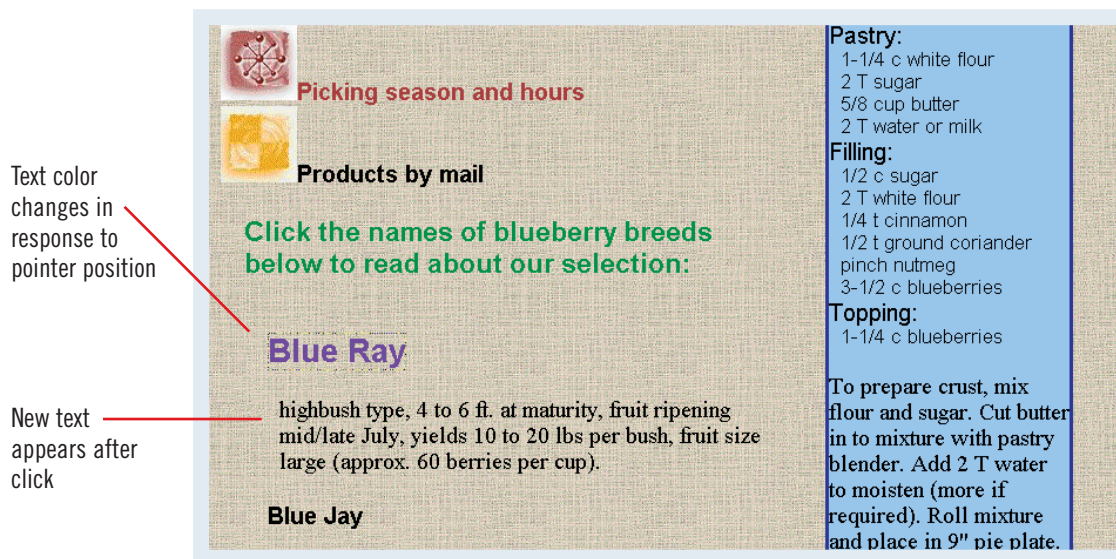 Text color
changes in
response to
pointer position
New text
appears after
click
Picking season and hours
Products by mail
Click the names of blueberry breeds
below to read about our selection:
Blue Ray
highbush type, 4 to 6 ft. at maturity, fruit ripening
mid/late July, yields 10 to 20 lbs per bush, fruit size
large (approx. 60 berries per cup).
Blue Jay
Pastry:
1-1/4 c white flour
2 T sugar
5/8 cup butter
2 T water or milk
Filling:
1/2 c sugar
2 T white flour
1/4 t cinnamon
1/2 t ground coriander
pinch nutmeg
3-1/2 c blueberries
Topping:
1-1/4 c blueberries
To prepare crust, mix
flour and sugar. Cut butter
in to mixture with pastry
blender. Add 2 T water
to moisten (more if
required). Roll mixture
and place in 9" pie plate.